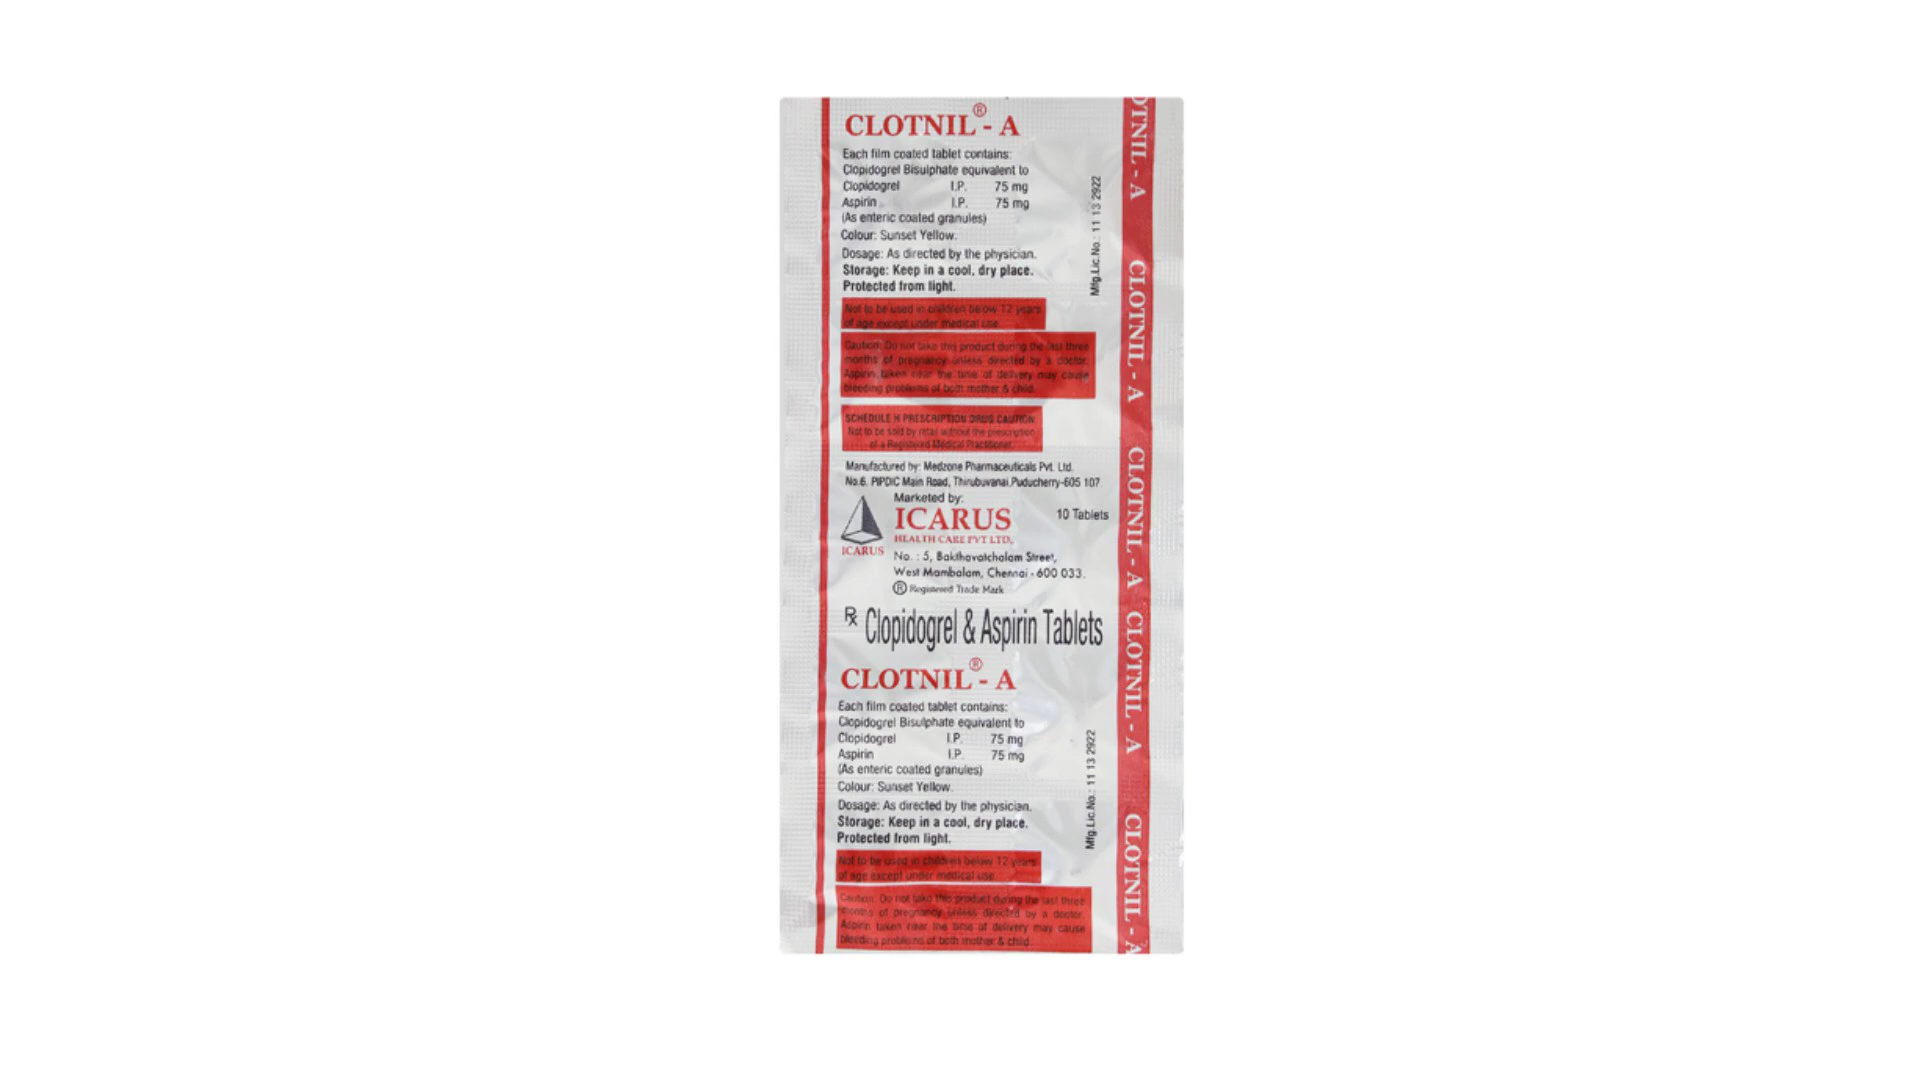 CLOTNIL® - A
Each film coated tablet contains:
Clopidogrel Bisulphate equivalent to
Clopidogrel I.P. 75 mg
Aspirin I.P. 75 mg
(As enteric coated granules)
Colour: Sunset Yellow.
Dosage: As directed by the physician.
Storage: Keep in a cool, dry place.
Protected from light.
Not to be used in children below 12 years
of age except under medical use.
Caution: Do not take this product during the last three
months of pregnancy unless directed by a doctor.
Aspirin taken near the time of delivery may cause
bleeding problems of both mother & child.
SCHEDULE H PRESCRIPTION DRUG CAUTION
Not to be sold by retail without the prescription
of a Registered Medical Practitioner.
Mfg.Lic.No.: 11 13 2922
Manufactured by: Medzone Pharmaceuticals Pvt. Ltd.
No.6. PIPDIC Main Road, Thirubuvanai,Puducherry-605 107
Marketed by:
ICARUS
ICARUS
HEALTH CARE PVT LTD.,
10 Tablets
No. : 5, Bakthavatchalam Street,
West Mambalam, Chennai - 600 033.
® Registered Trade Mark
Rx Clopidogrel & Aspirin Tablets
CLOTNIL® - A
Each film coated tablet contains:
Clopidogrel Bisulphate equivalent to
Clopidogrel I.P. 75 mg
Aspirin I.P. 75 mg
(As enteric coated granules)
Colour: Sunset Yellow.
Dosage: As directed by the physician.
Storage: Keep in a cool, dry place.
Protected from light.
Not to be used in children below 12 years
of age except under medical use.
Caution: Do not take this product during the last three
months of pregnancy unless directed by a doctor.
Aspirin taken near the time of delivery may cause
bleeding problems of both mother & child.
Mfg.Lic.No.: 11 13 2922
OTNIL - A
CLOTNIL - A
CLOTNIL - A
CLOTNIL - A
CLOTNIL - A